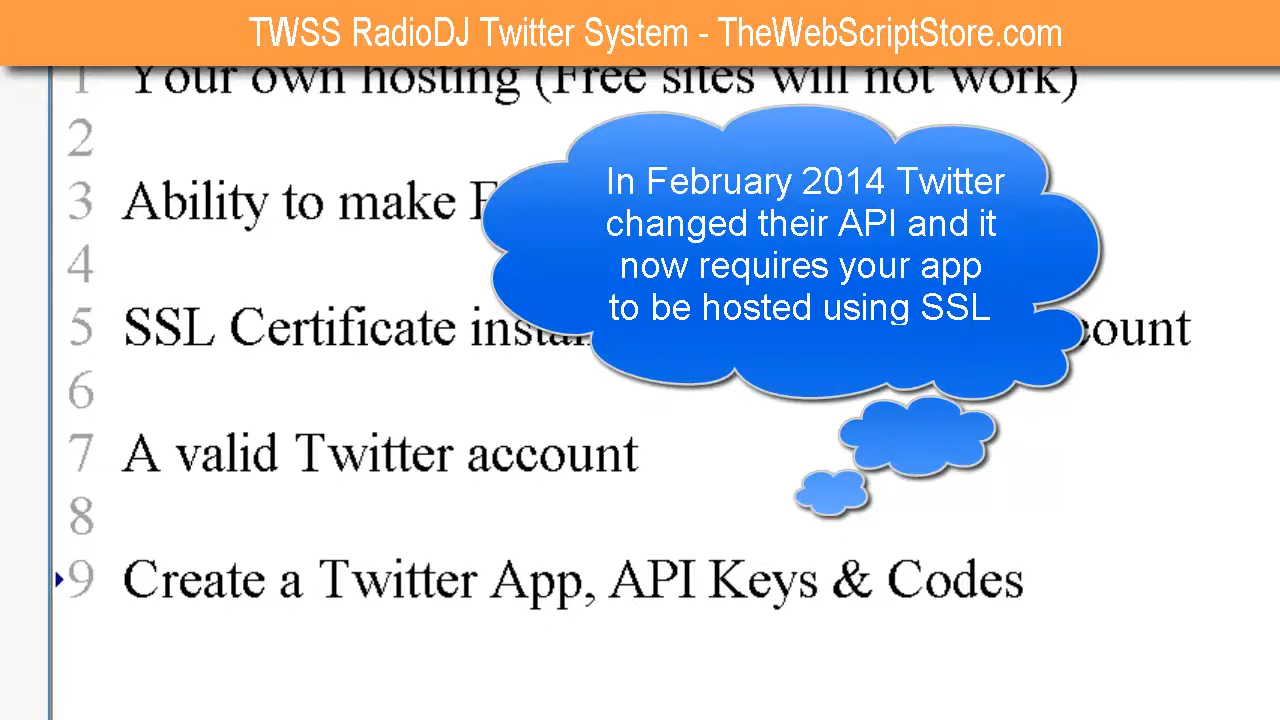 TWSS RadioDJ Twitter System - TheWebScriptStore.com
1 Your own hosting (Free sites will not work)
2
3 Ability to make
In February 2014 Twitter
changed their API and it
now requires your app
to be hosted using SSL
4
5 SSL Certificate
6
7 A valid Twitter account
8
9 Create a Twitter App, API Keys & Codes